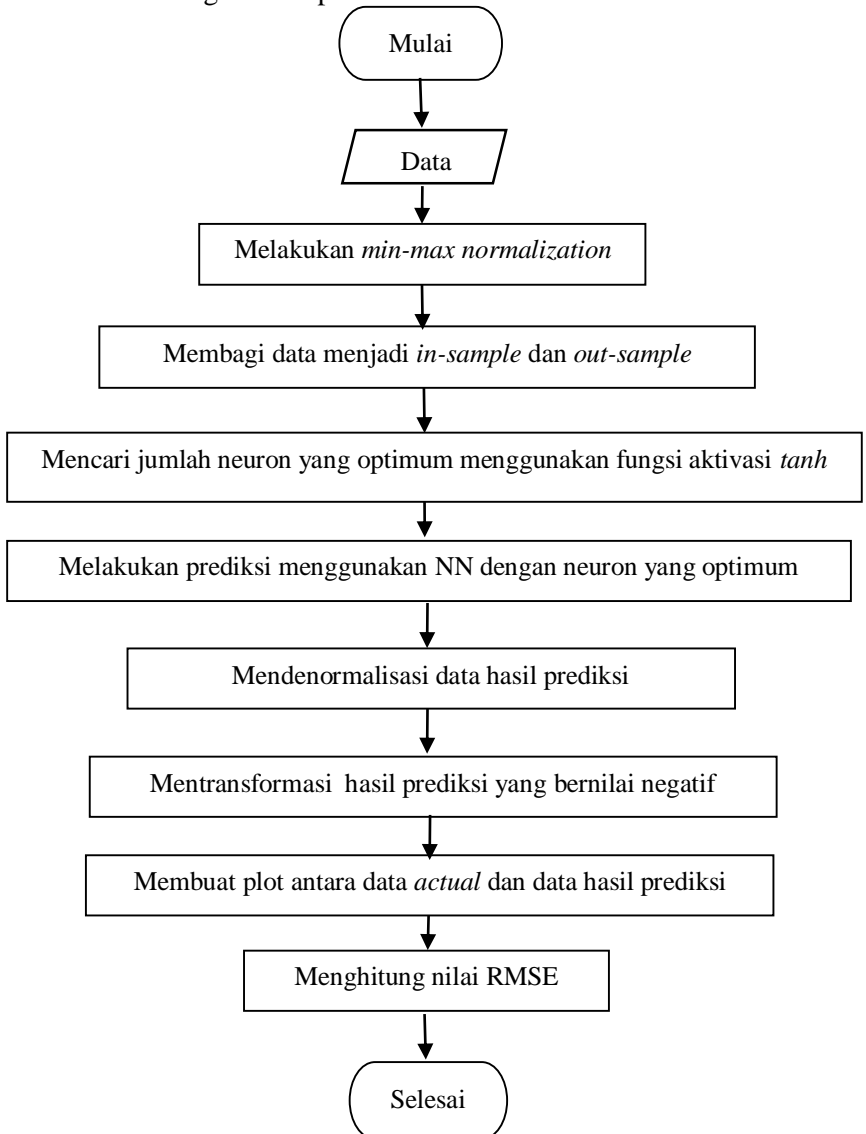 Mulai
Data
Melakukan min-max normalization
Membagi data menjadi in-sample dan out-sample
Mencari jumlah neuron yang optimum menggunakan fungsi aktivasi tanh
Melakukan prediksi menggunakan NN dengan neuron yang optimum
Mendenormalisasi data hasil prediksi
Mentransformasi  hasil prediksi yang bernilai negatif
Membuat plot antara data actual dan data hasil prediksi
Menghitung nilai RMSE
Selesai